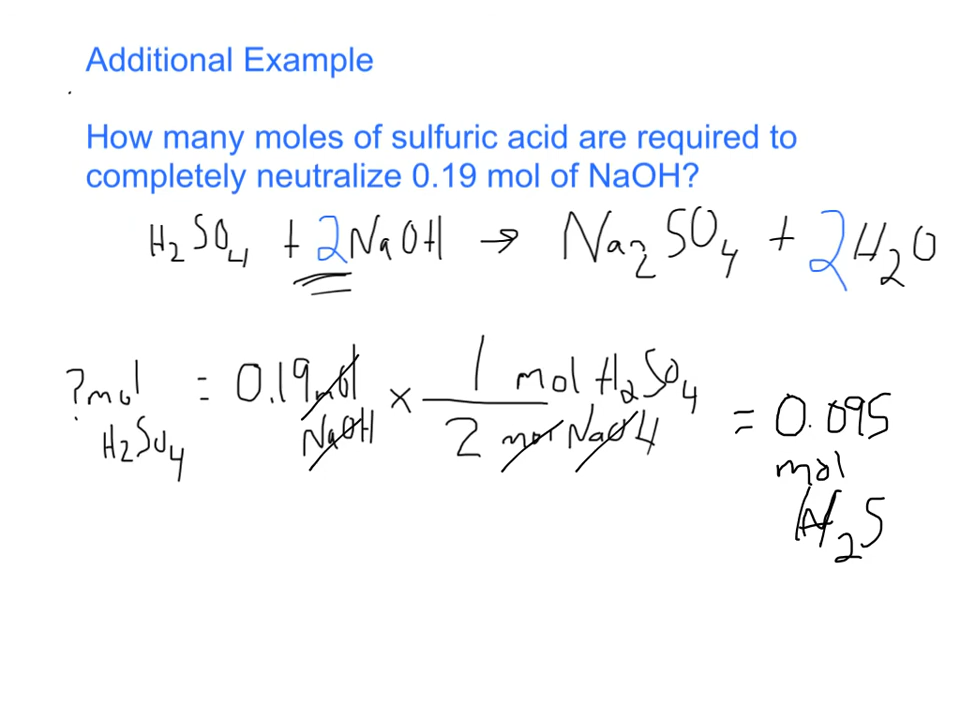 Additional Example
How many moles of sulfuric acid are required to
completely neutralize 0.19 mol of NaOH?
H₂SO₄ + 2NaOH → Na₂SO₄ + 2H₂O
?mol H₂SO₄ = 0.19 mol NaOH × 1 mol H₂SO₄ / 2 mol NaOH = 0.095
mol
H₂S